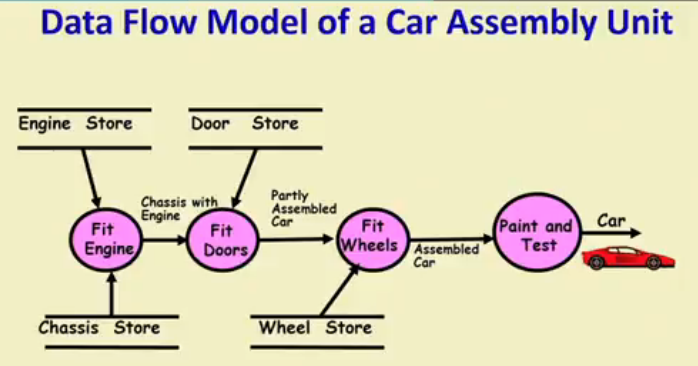 Data Flow Model of a Car Assembly Unit
Engine Store
Door Store
Chassis with
Engine
Partly
Assembled
Car
Fit
Engine
Fit
Doors
Fit
Wheels
Assembled
Car
Paint and
Test
Car
Chassis Store
Wheel Store